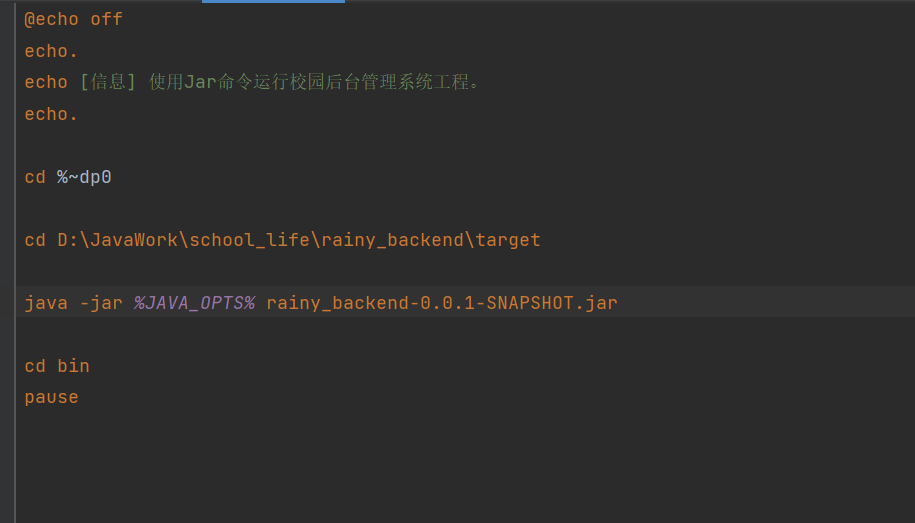 @echo off
echo.
echo [信息] 使用Jar命令运行校园后台管理系统工程。
echo.
cd %~dp0
cd D:\JavaWork\school_life\rainy_backend\target
java -jar %JAVA_OPTS% rainy_backend-0.0.1-SNAPSHOT.jar
cd bin
pause